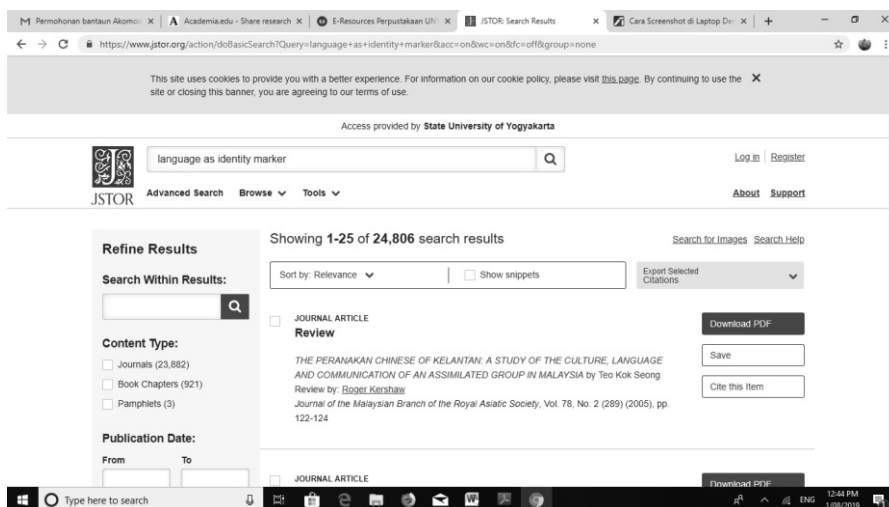 Permohonan bantaun Akomod
Academia.edu - Share research
E-Resources Perpustakaan UNY
JSTOR: Search Results
Cara Screenshot di Laptop De
https://www.jstor.org/action/doBasicSearch?Query=language+as+identity+marker&acc=on&wc=on&fc=off&group=none
This site uses cookies to provide you with a better experience. For information on our cookie policy, please visit this page. By continuing to use the
site or closing this banner, you are agreeing to our terms of use.
Access provided by State University of Yogyakarta
language as identity marker
Log in Register
JSTOR
Advanced Search Browse Tools
About Support
Refine Results
Showing 1-25 of 24,806 search results
Search for Images Search Help
Search Within Results:
Sort by: Relevance
Show snippets
Export Selected
Citations
Content Type:
Journals (23,882)
Book Chapters (921)
Pamphlets (3)
Publication Date:
From To
JOURNAL ARTICLE
Review
THE PERANAKAN CHINESE OF KELANTAN: A STUDY OF THE CULTURE, LANGUAGE
AND COMMUNICATION OF AN ASSIMILATED GROUP IN MALAYSIA by Teo Kok Seong
Review by: Roger Kershaw
Journal of the Malaysian Branch of the Royal Asiatic Society, Vol. 78, No. 2 (289) (2005), pp.
122-124
Download PDF
Save
Cite this Item
JOURNAL ARTICLE
Download PDF
Type here to search
ENG
12:44 PM
1/08/2019